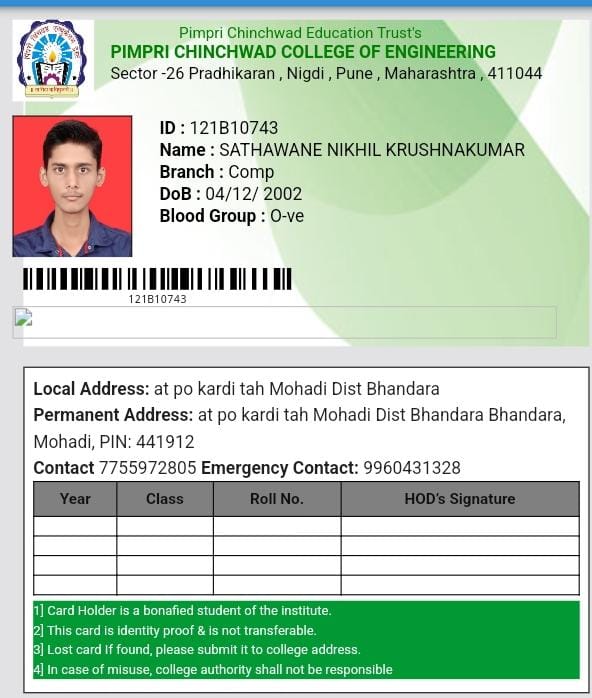 Pimpri Chinchwad Education Trust's
PIMPRI CHINCHWAD COLLEGE OF ENGINEERING
Sector -26 Pradhikaran , Nigdi , Pune , Maharashtra , 411044
ID : 121B10743
Name : SATHAWANE NIKHIL KRUSHNAKUMAR
Branch : Comp
DoB : 04/12/ 2002
Blood Group : O-ve
121B10743
Local Address: at po kardi tah Mohadi Dist Bhandara
Permanent Address: at po kardi tah Mohadi Dist Bhandara Bhandara,
Mohadi, PIN: 441912
Contact 7755972805 Emergency Contact: 9960431328
Year Class Roll No. HOD's Signature
1] Card Holder is a bonafied student of the institute.
2] This card is identity proof & is not transferable.
3] Lost card If found, please submit it to college address.
4] In case of misuse, college authority shall not be responsible